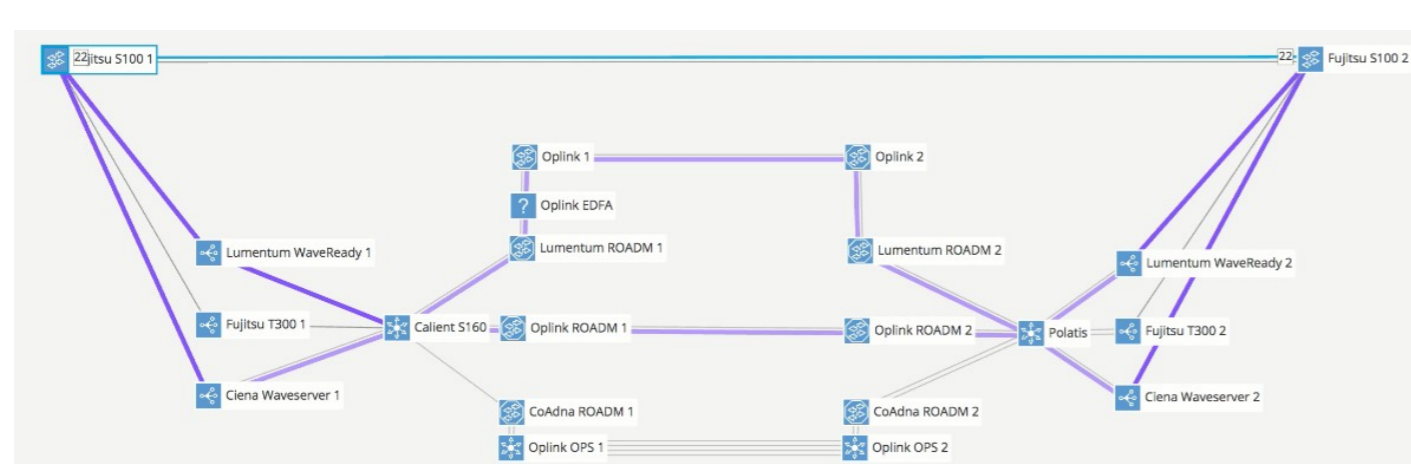 22
jitsu S100 1
22
Fujitsu S100 2
Oplink 1
Oplink 2
?
Oplink EDFA
Lumentum WaveReady 1
Lumentum ROADM 1
Lumentum ROADM 2
Lumentum WaveReady 2
Fujitsu T300 1
Calient S160
Oplink ROADM 1
Oplink ROADM 2
Polatis
Fujitsu T300 2
Ciena Waveserver 1
Ciena Waveserver 2
CoAdna ROADM 1
CoAdna ROADM 2
Oplink OPS 1
Oplink OPS 2